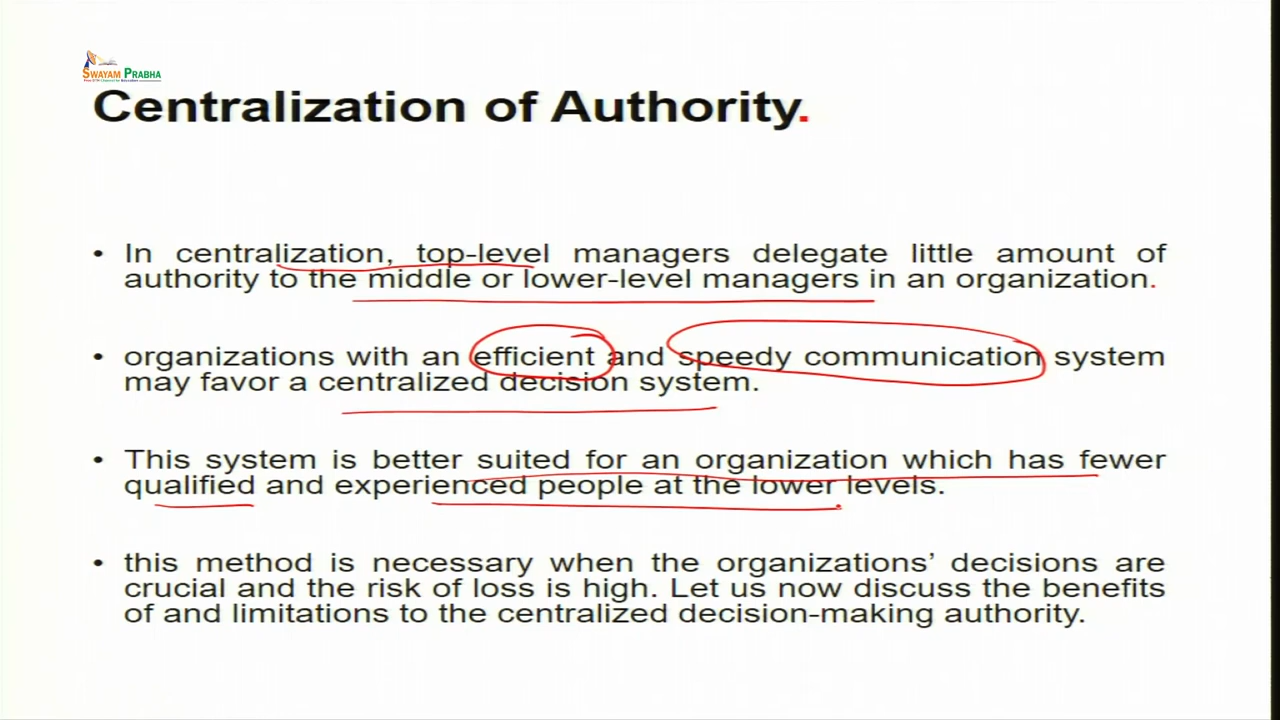 SWAYAM PRABHA
Centralization of Authority.
• In centralization, top-level managers delegate little amount of
authority to the middle or lower-level managers in an organization.
• organizations with an efficient and speedy communication system
may favor a centralized decision system.
• This system is better suited for an organization which has fewer
qualified and experienced people at the lower levels.
• this method is necessary when the organizations’ decisions are
crucial and the risk of loss is high. Let us now discuss the benefits
of and limitations to the centralized decision-making authority.